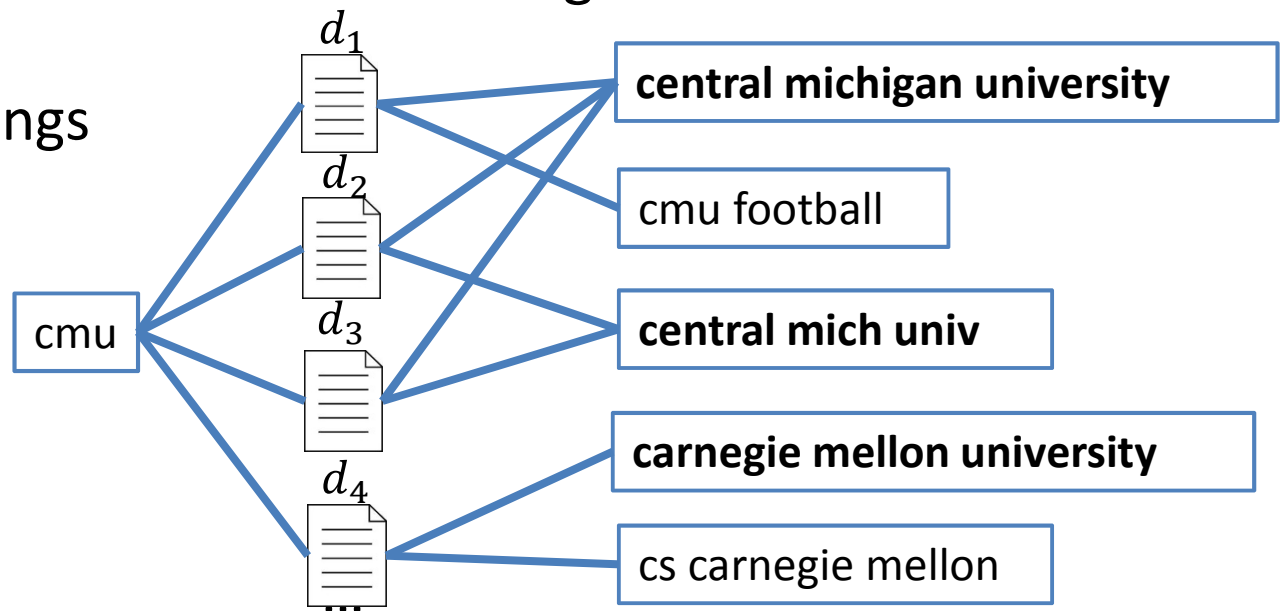 g
d₁
central michigan university
ngs
d₂
cmu football
cmu
d₃
central mich univ
carnegie mellon university
d₄
cs carnegie mellon
...